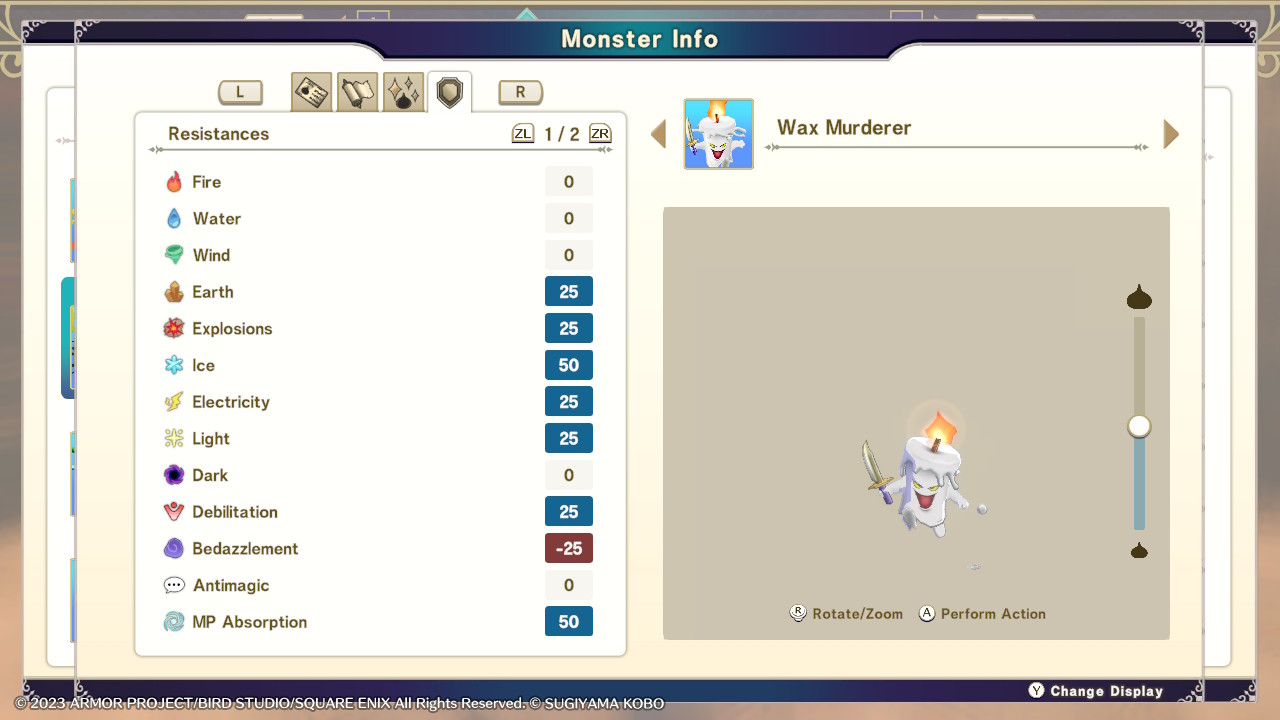 Monster Info
L
R
Resistances
ZL 1 / 2 ZR
Fire 0
Water 0
Wind 0
Earth 25
Explosions 25
Ice 50
Electricity 25
Light 25
Dark 0
Debilitation 25
Bedazzlement -25
Antimagic 0
MP Absorption 50
Wax Murderer
R Rotate/Zoom A Perform Action
Y Change Display
© 2023 ARMOR PROJECT/BIRD STUDIO/SQUARE ENIX All Rights Reserved. © SUGIYAMA KOBO